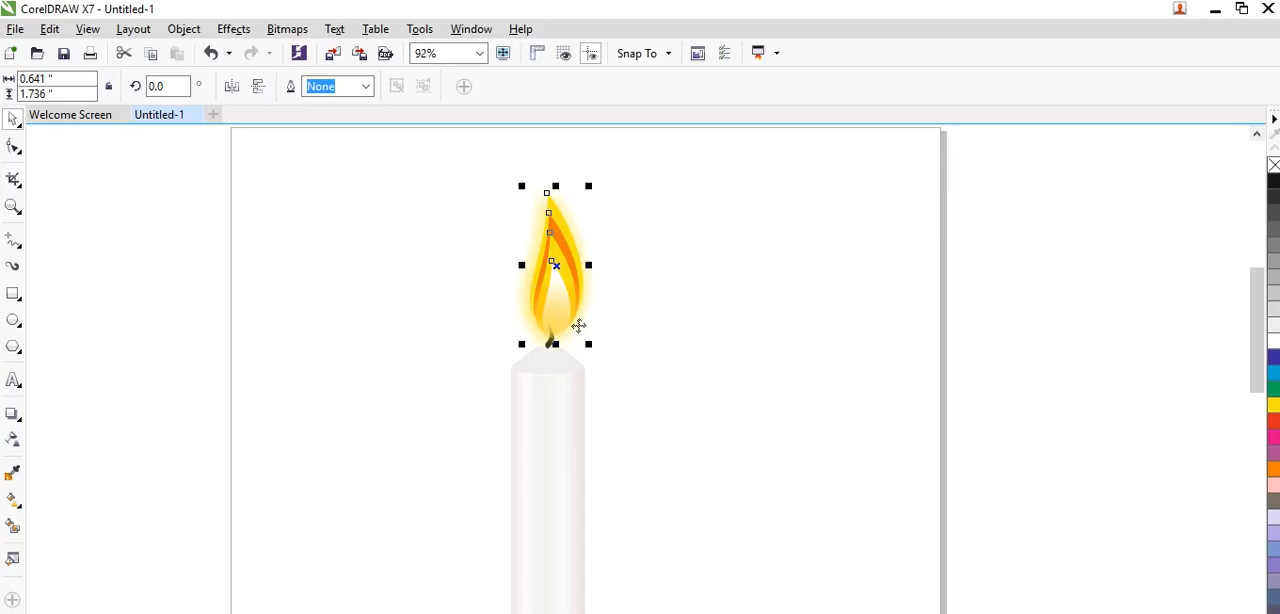 CorelDRAW X7 - Untitled-1
File Edit View Layout Object Effects Bitmaps Text Table Tools Window Help
92% Snap To
0.641 "
1.736 "
0.0 ° None
Welcome Screen Untitled-1